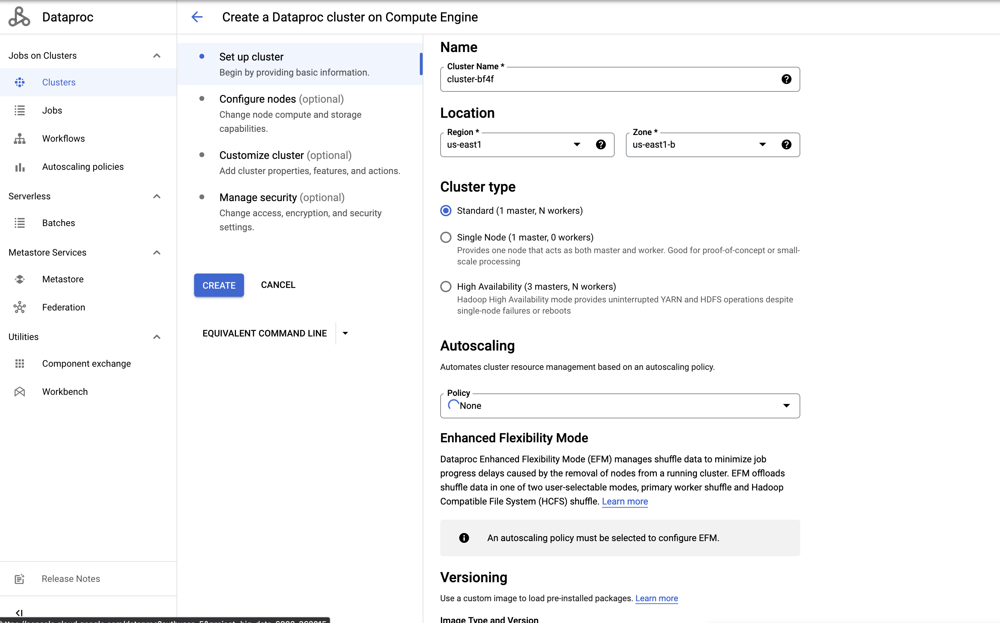 Dataproc
Create a Dataproc cluster on Compute Engine
Jobs on Clusters
Clusters
Jobs
Workflows
Autoscaling policies
Serverless
Batches
Metastore Services
Metastore
Federation
Utilities
Component exchange
Workbench
Release Notes
Set up cluster
Begin by providing basic information.
Configure nodes (optional)
Change node compute and storage
capabilities.
Customize cluster (optional)
Add cluster properties, features, and actions.
Manage security (optional)
Change access, encryption, and security
settings.
CREATE CANCEL
EQUIVALENT COMMAND LINE
Name
Cluster Name *
cluster-bf4f
Location
Region * Zone *
us-east1 us-east1-b
Cluster type
Standard (1 master, N workers)
Single Node (1 master, 0 workers)
Provides one node that acts as both master and worker. Good for proof-of-concept or small-
scale processing
High Availability (3 masters, N workers)
Hadoop High Availability mode provides uninterrupted YARN and HDFS operations despite
single-node failures or reboots
Autoscaling
Automates cluster resource management based on an autoscaling policy.
Policy
None
Enhanced Flexibility Mode
Dataproc Enhanced Flexibility Mode (EFM) manages shuffle data to minimize job
progress delays caused by the removal of nodes from a running cluster. EFM offloads
shuffle data in one of two user-selectable modes, primary worker shuffle and Hadoop
Compatible File System (HCFS) shuffle. Learn more
An autoscaling policy must be selected to configure EFM.
Versioning
Use a custom image to load pre-installed packages. Learn more
Image Type and Version